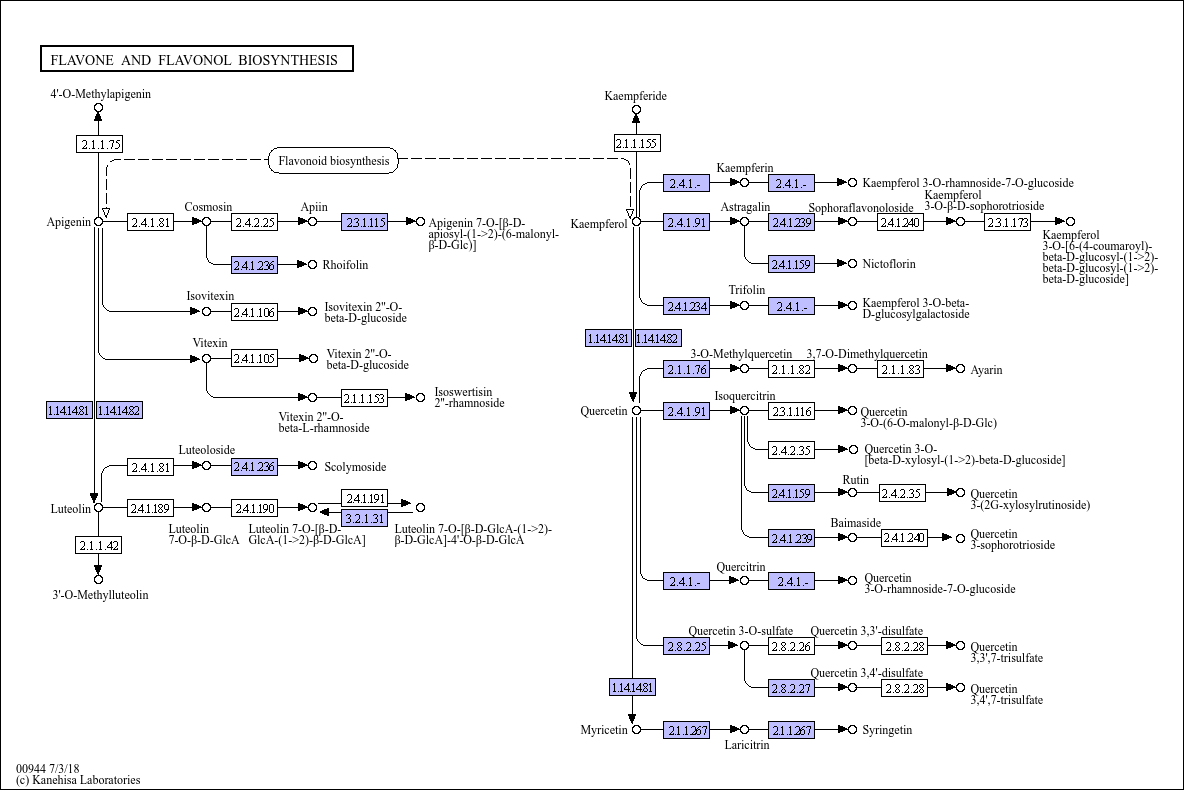 FLAVONE AND FLAVONOL BIOSYNTHESIS
4'-O-Methylapigenin
2.1.1.75
Flavonoid biosynthesis
Apigenin
2.4.1.81
Cosmosin
2.4.2.25
Apiin
2.3.1.115
Apigenin 7-O-[β-D-
apiosyl-(1->2)-(6-malonyl-
β-D-Glc)]
2.4.1.236
Rhoifolin
Isovitexin
2.4.1.106
Isovitexin 2"-O-
beta-D-glucoside
Vitexin
2.4.1.105
Vitexin 2"-O-
beta-D-glucoside
2.1.1.153
Vitexin 2"-O-
beta-L-rhamnoside
Isoswertisin
2"-rhamnoside
1.14.14.81
1.14.14.82
Luteoloside
2.4.1.81
2.4.1.236
Scolymoside
Luteolin
2.4.1.189
2.4.1.190
2.4.1.191
3.2.1.31
Luteolin
7-O-β-D-GlcA
Luteolin 7-O-[β-D-
GlcA-(1->2)-β-D-GlcA]
Luteolin 7-O-[β-D-GlcA-(1->2)-
β-D-GlcA]-4'-O-β-D-GlcA
2.1.1.42
3'-O-Methylluteolin
Kaempferide
2.1.1.155
Kaempferol
2.4.1.-
Kaempferin
2.4.1.-
Kaempferol 3-O-rhamnoside-7-O-glucoside
2.4.1.91
Astragalin
2.4.1.239
Sophoraflavonoloside
2.4.1.240
Kaempferol
3-O-β-D-sophorotrioside
2.3.1.173
Kaempferol
3-O-[6-(4-coumaroyl)-
beta-D-glucosyl-(1->2)-
beta-D-glucosyl-(1->2)-
beta-D-glucoside]
2.4.1.159
Nictoflorin
2.4.1.234
Trifolin
2.4.1.-
Kaempferol 3-O-beta-
D-glucosylgalactoside
1.14.14.81
1.14.14.82
2.1.1.76
3-O-Methylquercetin
2.1.1.82
3,7-O-Dimethylquercetin
2.1.1.83
Ayarin
Quercetin
2.4.1.91
Isoquercitrin
2.3.1.116
Quercetin
3-O-(6-O-malonyl-β-D-Glc)
2.4.2.35
Quercetin 3-O-
[beta-D-xylosyl-(1->2)-beta-D-glucoside]
2.4.1.159
Rutin
2.4.2.35
Quercetin
3-(2G-xylosylrutinoside)
2.4.1.239
Baimaside
2.4.1.240
Quercetin
3-sophorotrioside
2.4.1.-
Quercitrin
2.4.1.-
Quercetin
3-O-rhamnoside-7-O-glucoside
2.8.2.25
Quercetin 3-O-sulfate
2.8.2.26
Quercetin 3,3'-disulfate
2.8.2.28
Quercetin
3,3',7-trisulfate
2.8.2.27
Quercetin 3,4'-disulfate
2.8.2.28
Quercetin
3,4',7-trisulfate
1.14.14.81
Myricetin
2.1.1.267
Laricitrin
2.1.1.267
Syringetin
00944 7/3/18
(c) Kanehisa Laboratories